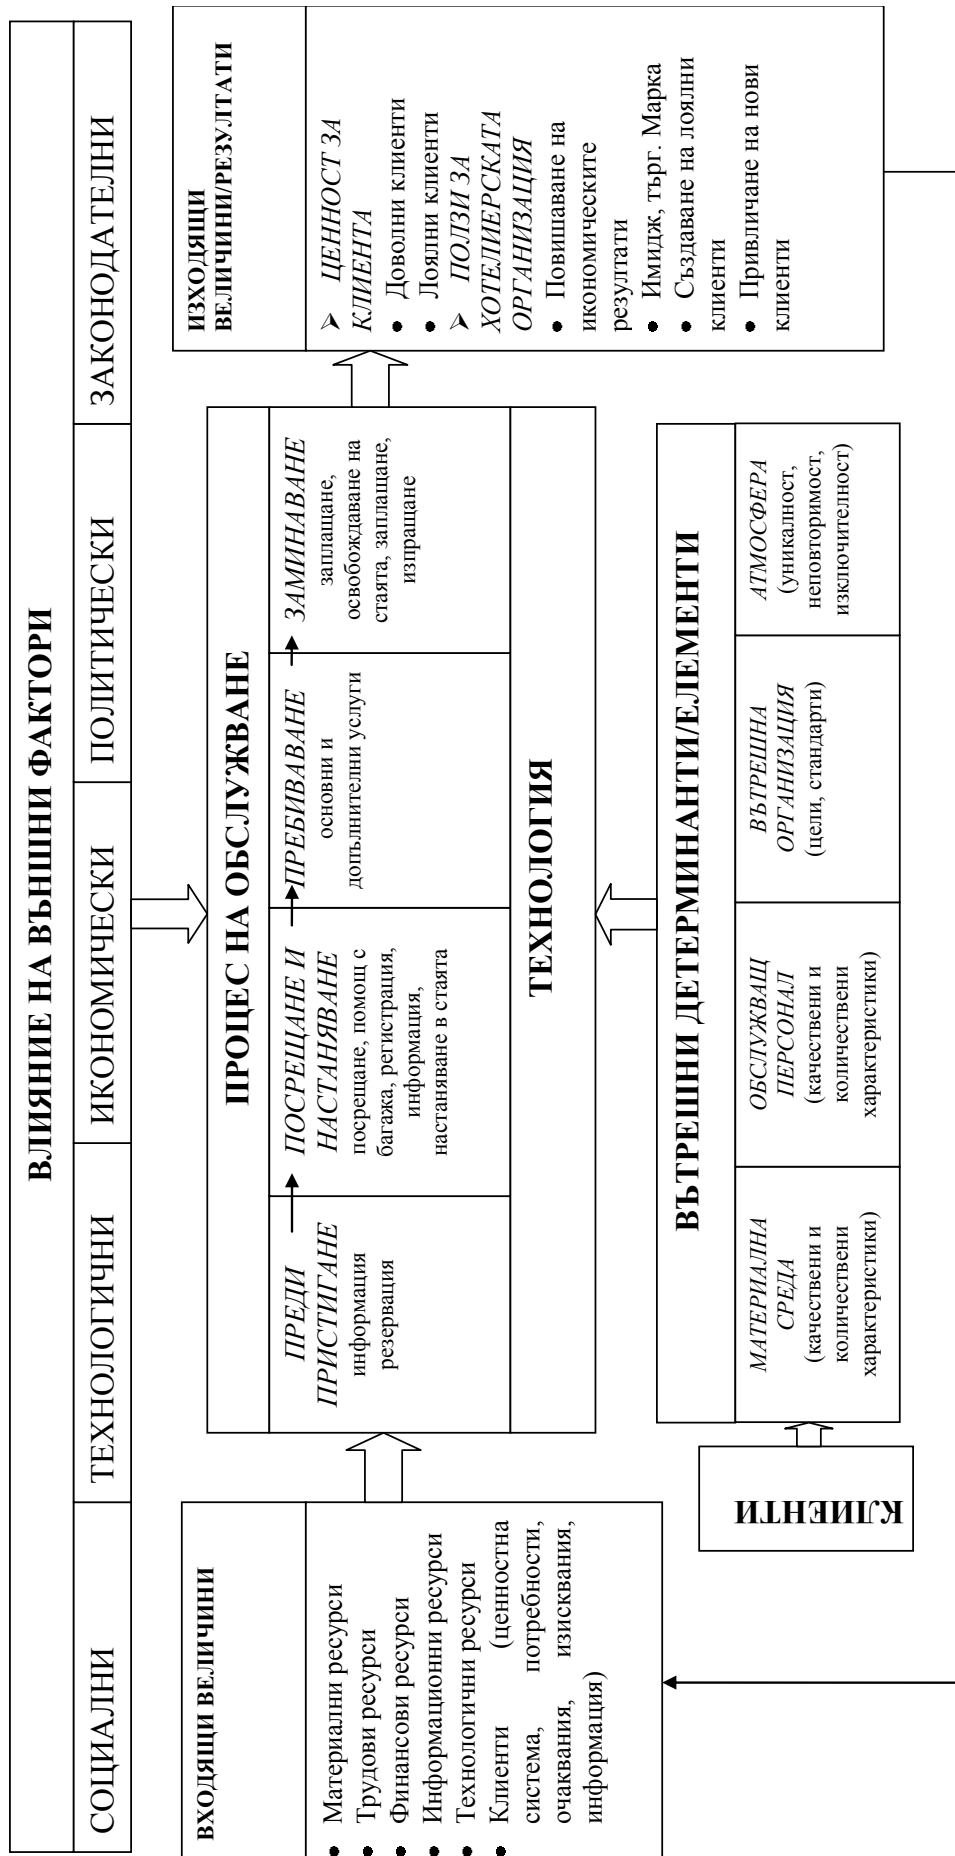 ВЛИЯНИЕ НА ВЪНШНИ ФАКТОРИ
СОЦИАЛНИ
ТЕХНОЛОГИЧНИ
ИКОНОМИЧЕСКИ
ПОЛИТИЧЕСКИ
ЗАКОНОДАТЕЛНИ
ВХОДЯЩИ ВЕЛИЧИНИ
• Материални ресурси
• Трудови ресурси
• Финансови ресурси
• Информационни ресурси
• Технологични ресурси
• Клиенти (ценностна
система, потребности,
очаквания, изисквания,
информация)
ПРОЦЕС НА ОБСЛУЖВАНЕ
ПРЕДИ
ПРИСТИГАНЕ
информация
резервация
ПОСРЕЩАНЕ И
НАСТАНЯВАНЕ
посрещане, помощ с
багажа, регистрация,
информация,
настаняване в стаята
ПРЕБИВАВАНЕ
основни и
допълнителни услуги
ЗАМИНАВАНЕ
заплащане,
освобождаване на
стаята, заплащане,
изпращане
ТЕХНОЛОГИЯ
ИЗХОДЯЩИ
ВЕЛИЧИНИ/РЕЗУЛТАТИ
➢ ЦЕННОСТ ЗА
КЛИЕНТА
• Доволни клиенти
• Лоялни клиенти
➢ ПОЛЗИ ЗА
ХОТЕЛИЕРСКАТА
ОРГАНИЗАЦИЯ
• Повишаване на
икономическите
резултати
• Имидж, търг. Марка
• Създаване на лоялни
клиенти
• Привличане на нови
клиенти
КЛИЕНТИ
ВЪТРЕШНИ ДЕТЕРМИНАНТИ/ЕЛЕМЕНТИ
МАТЕРИАЛНА
СРЕДА
(качествени и
количествени
характеристики)
ОБСЛУЖВАЩ
ПЕРСОНАЛ
(качествени и
количествени
характеристики)
ВЪТРЕШНА
ОРГАНИЗАЦИЯ
(цели, стандарти)
АТМОСФЕРА
(уникалност,
неповторимост,
изключителност)